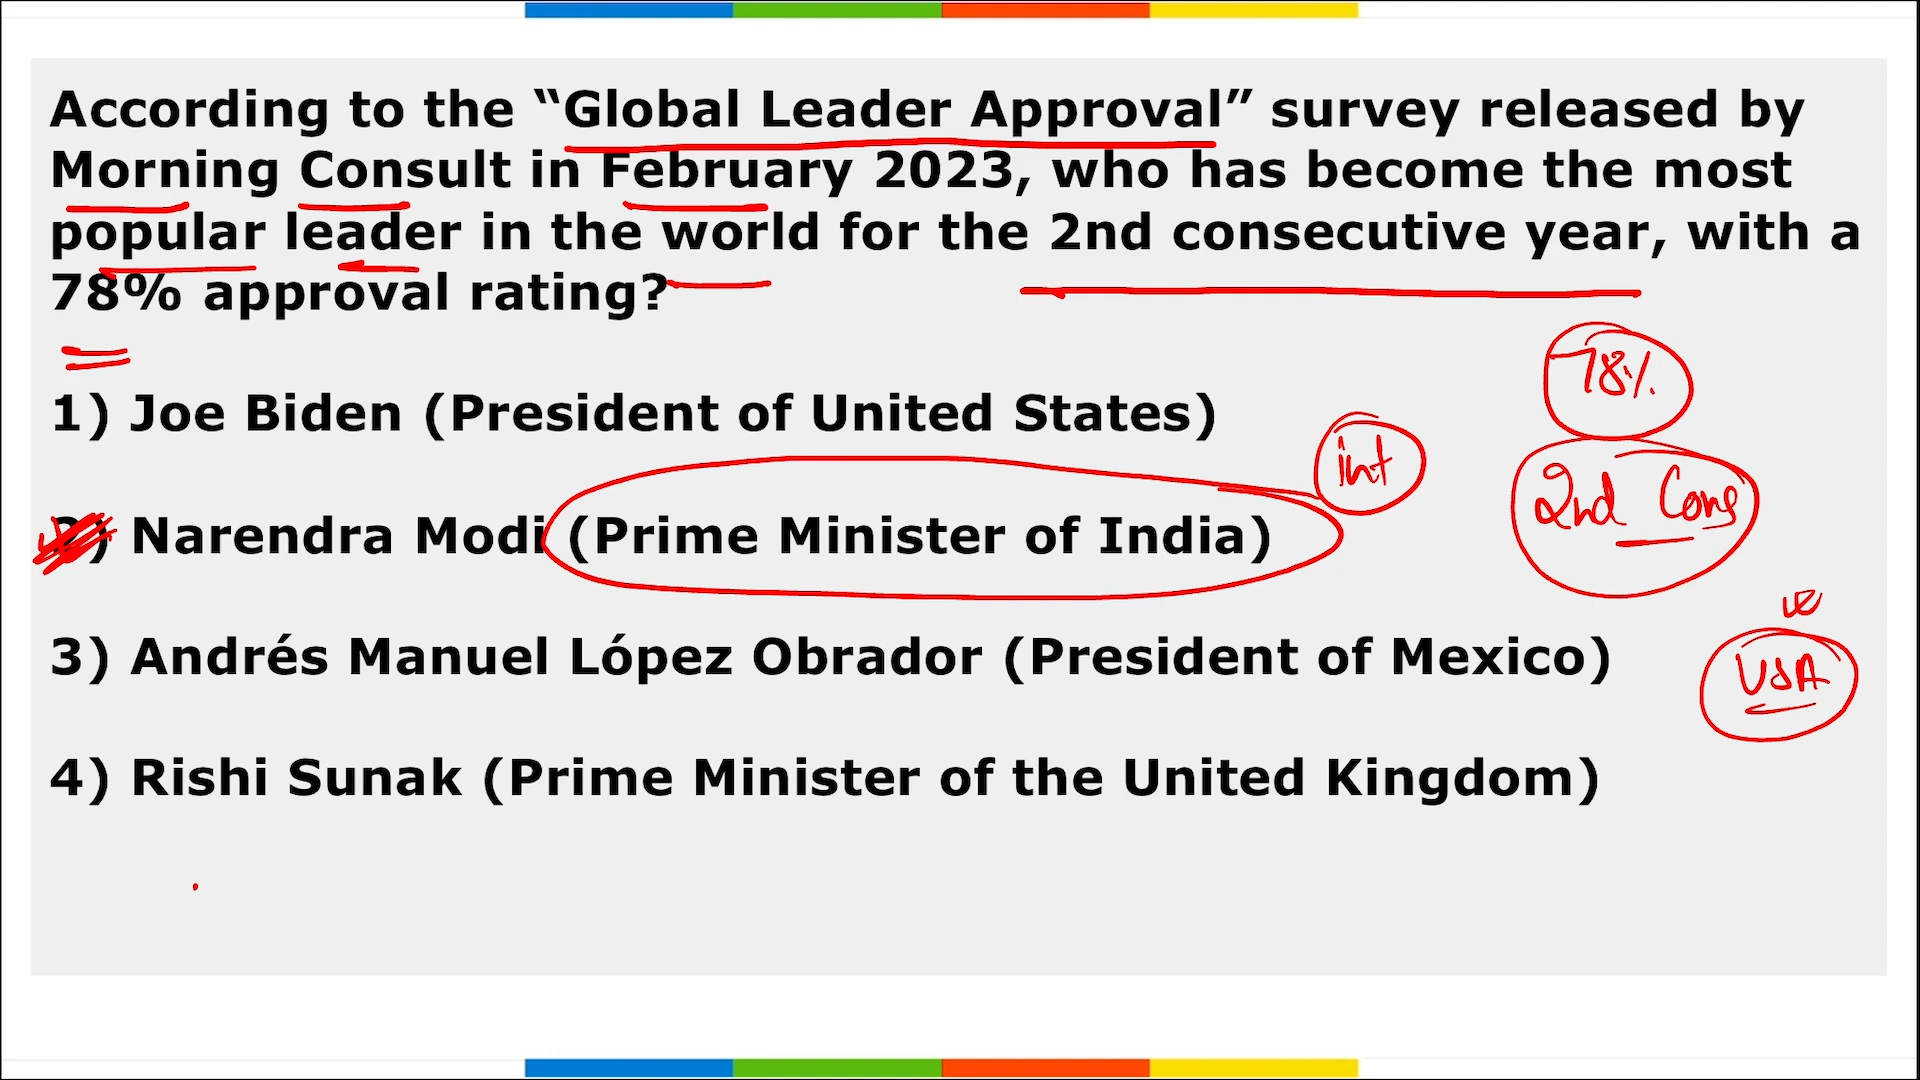 According to the “Global Leader Approval” survey released by
Morning Consult in February 2023, who has become the most
popular leader in the world for the 2nd consecutive year, with a
78% approval rating?
78%
1) Joe Biden (President of United States)
int
2nd Cons
2) Narendra Modi (Prime Minister of India)
3) Andrés Manuel López Obrador (President of Mexico)
USA
4) Rishi Sunak (Prime Minister of the United Kingdom)